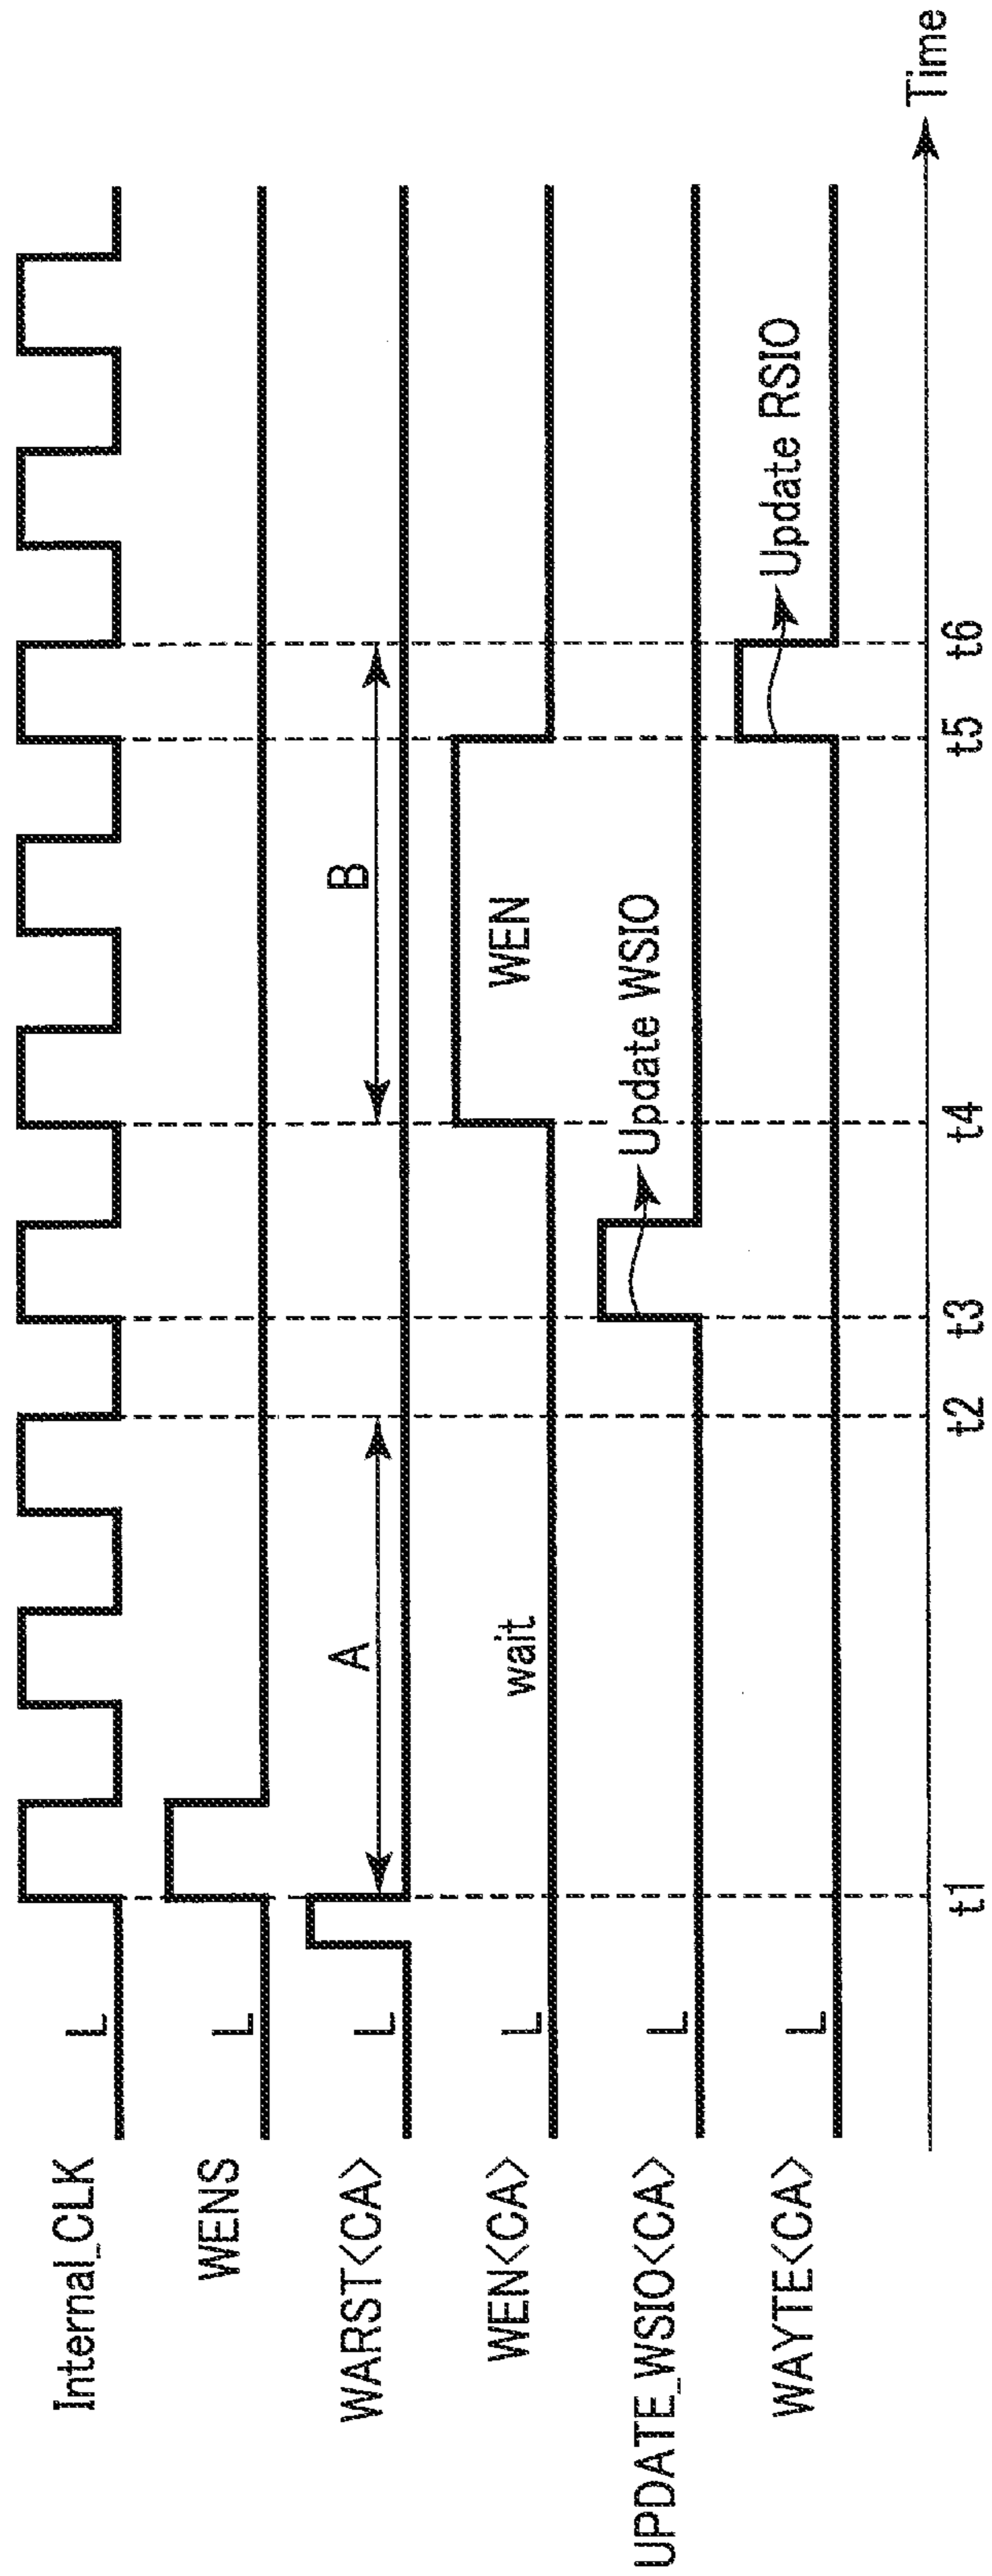 Internal_CLK L
WENS L
WARST<CA> L A B
WEN<CA> L wait WEN
UPDATE_WSIO<CA> L Update WSIO
WAYTE<CA> L Update RSIO
t1 t2 t3 t4 t5 t6 Time